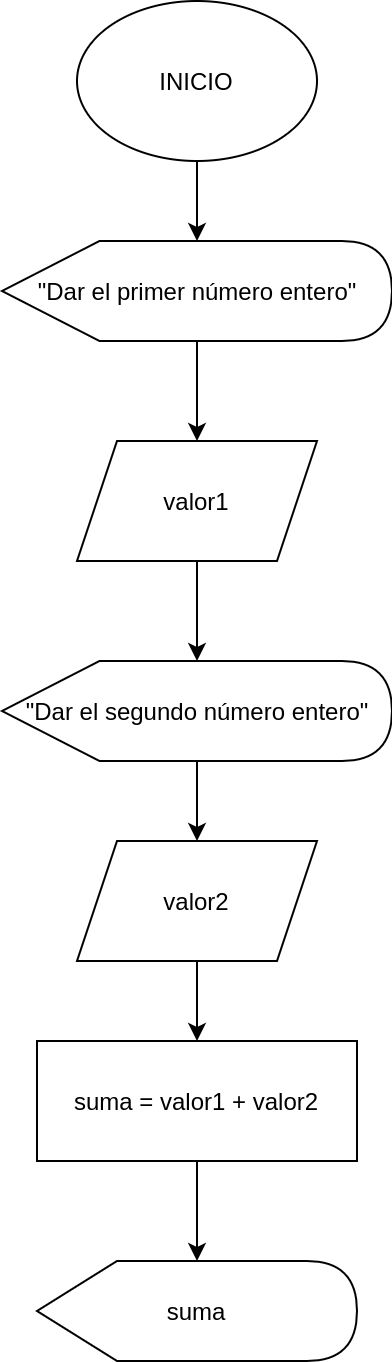 INICIO
"Dar el primer número entero"
valor1
"Dar el segundo número entero"
valor2
suma = valor1 + valor2
suma